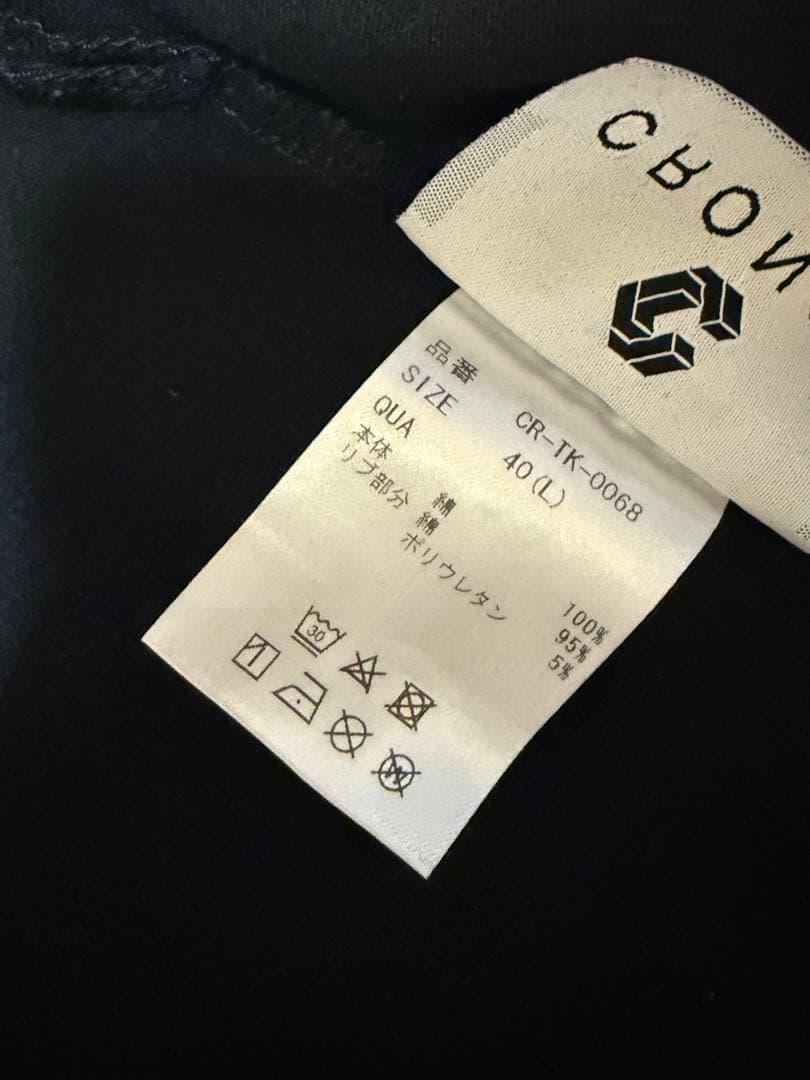 CRON
品番 CR-TK-0068
SIZE 40(L)
QUA
本体 綿 100%
リブ部分 綿 95%
ポリウレタン 5%
30